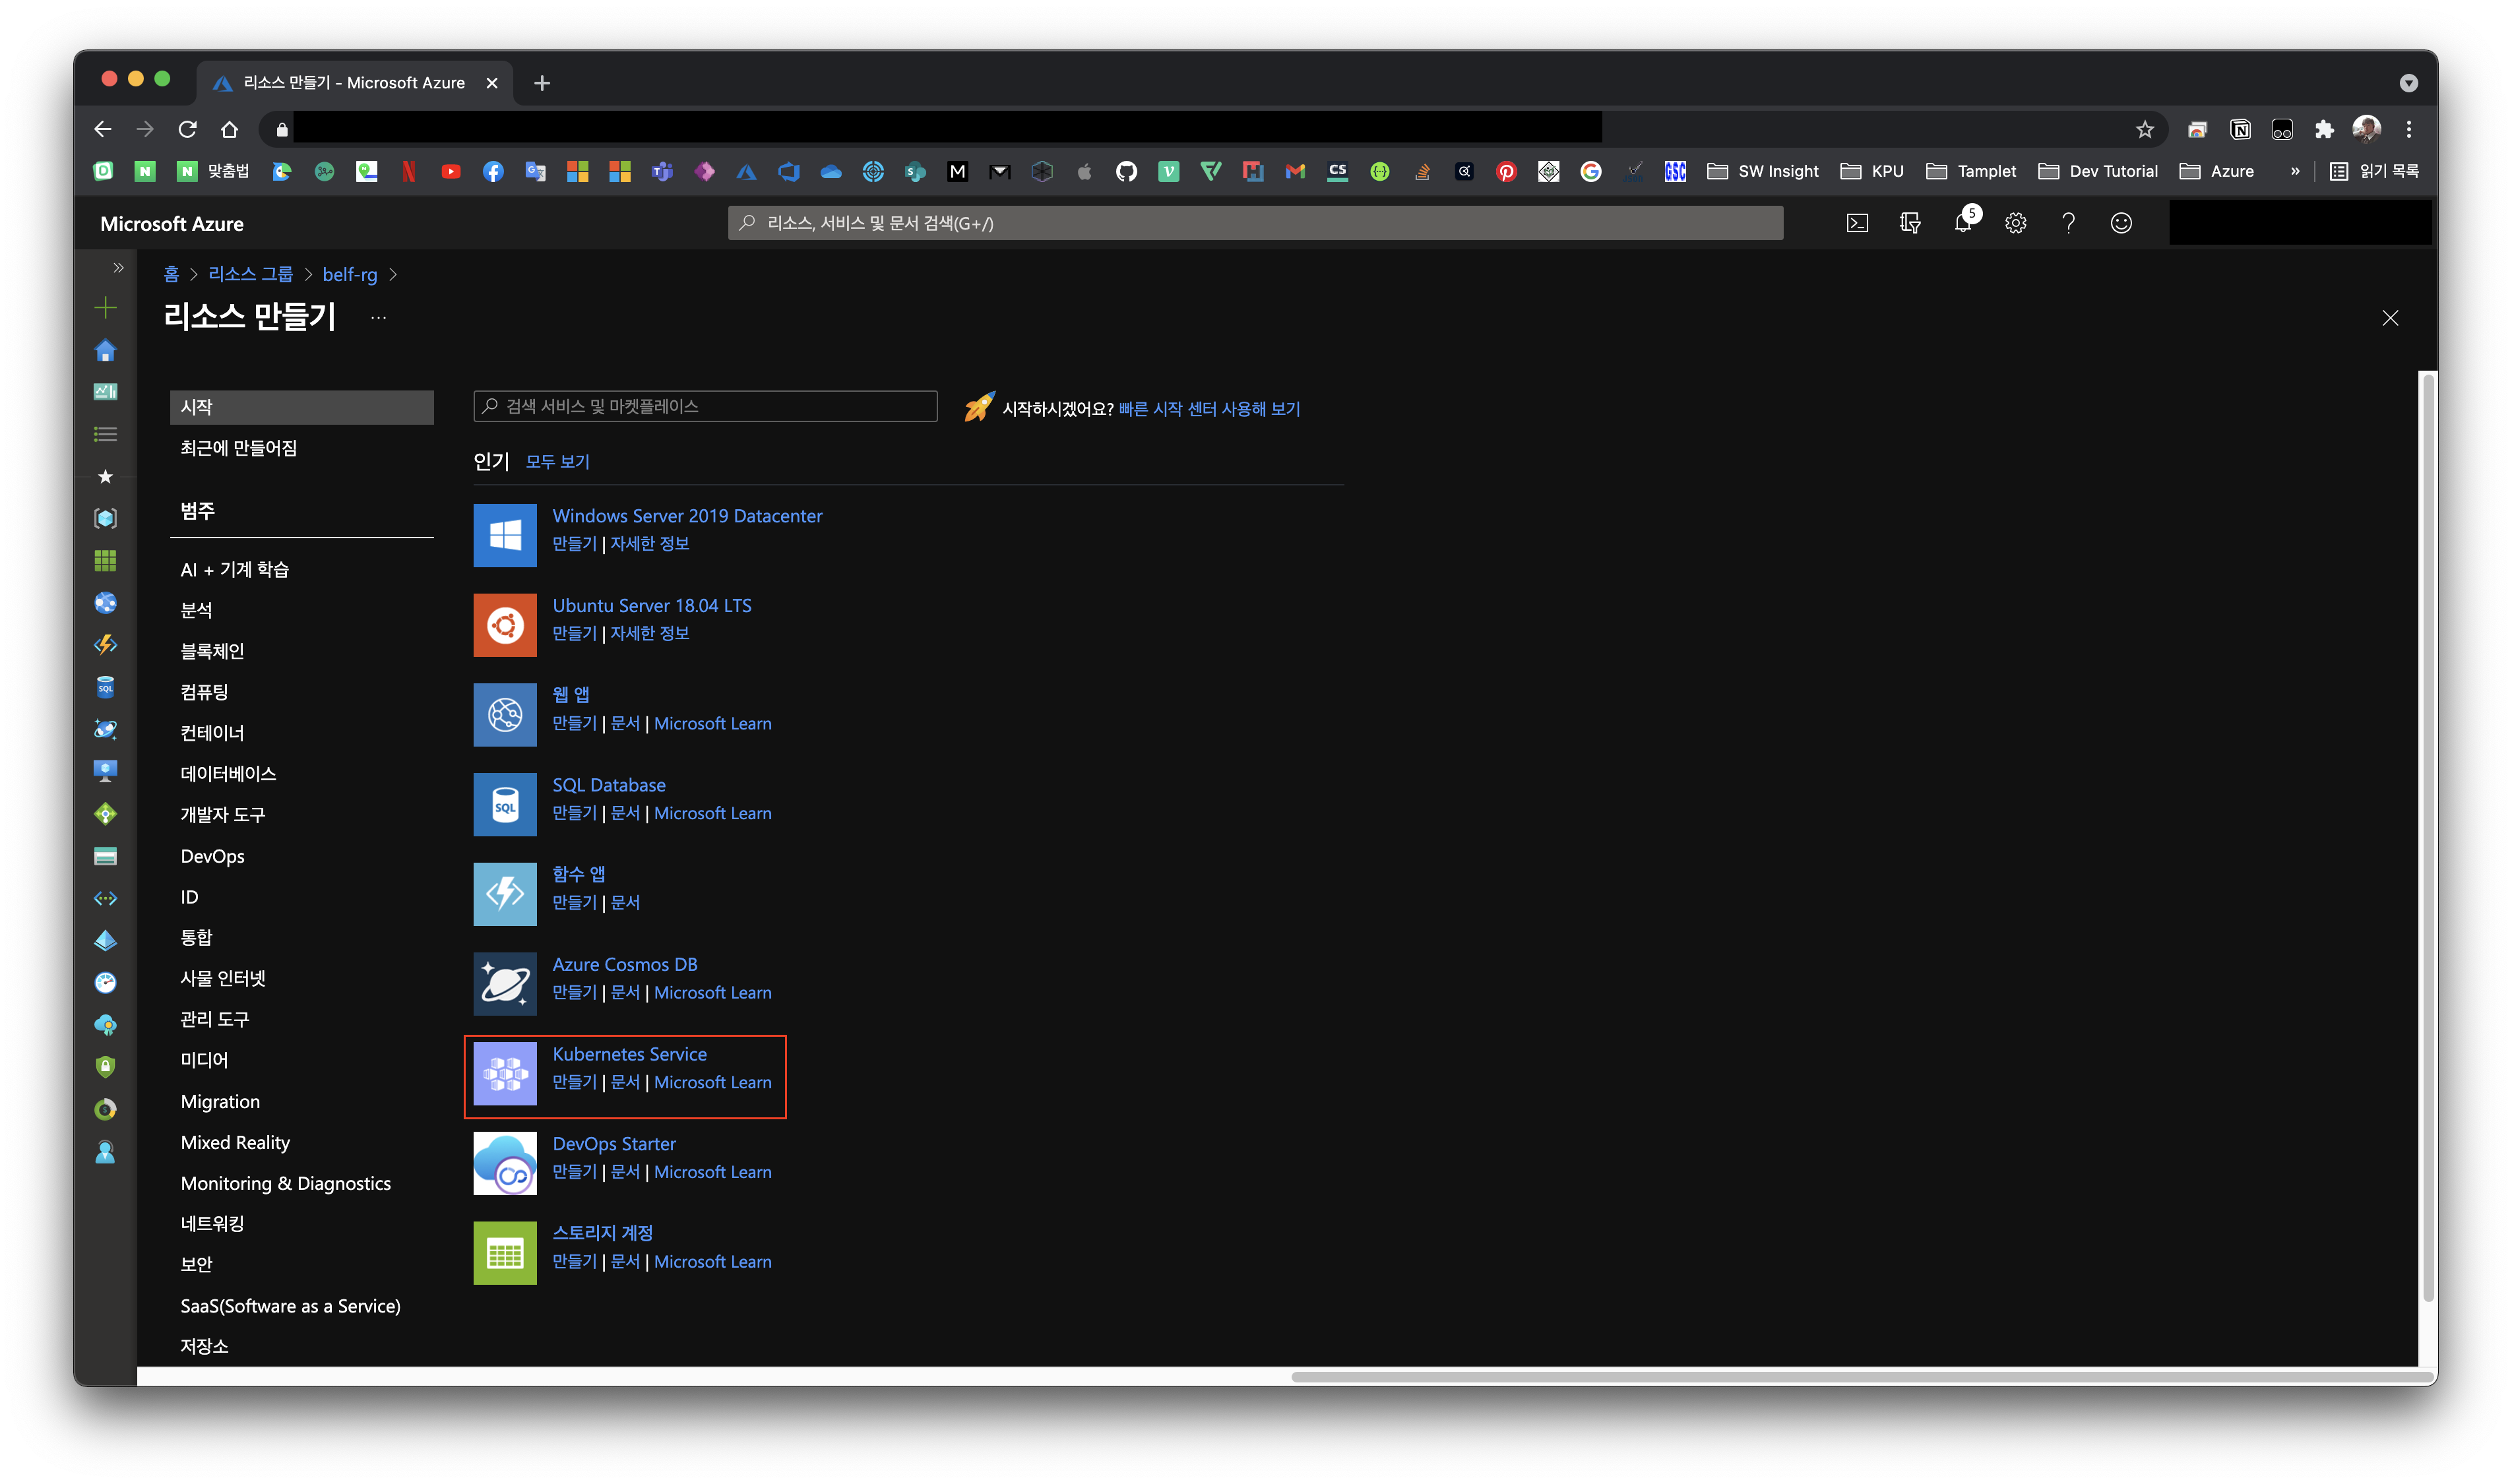 리소스 만들기 - Microsoft Azure
맞춤법
SW Insight
KPU
Tamplet
Dev Tutorial
Azure
»
읽기 목록
Microsoft Azure
리소스, 서비스 및 문서 검색(G+/)
5
홈 > 리소스 그룹 > belf-rg >
리소스 만들기 ...
시작
최근에 만들어짐
범주
AI + 기계 학습
분석
블록체인
컴퓨팅
컨테이너
데이터베이스
개발자 도구
DevOps
ID
통합
사물 인터넷
관리 도구
미디어
Migration
Mixed Reality
Monitoring & Diagnostics
네트워킹
보안
SaaS(Software as a Service)
저장소
검색 서비스 및 마켓플레이스
시작하시겠어요? 빠른 시작 센터 사용해 보기
인기 모두 보기
Windows Server 2019 Datacenter
만들기 | 자세한 정보
Ubuntu Server 18.04 LTS
만들기 | 자세한 정보
웹 앱
만들기 | 문서 | Microsoft Learn
SQL
SQL Database
만들기 | 문서 | Microsoft Learn
함수 앱
만들기 | 문서
Azure Cosmos DB
만들기 | 문서 | Microsoft Learn
Kubernetes Service
만들기 | 문서 | Microsoft Learn
DevOps Starter
만들기 | 문서 | Microsoft Learn
스토리지 계정
만들기 | 문서 | Microsoft Learn